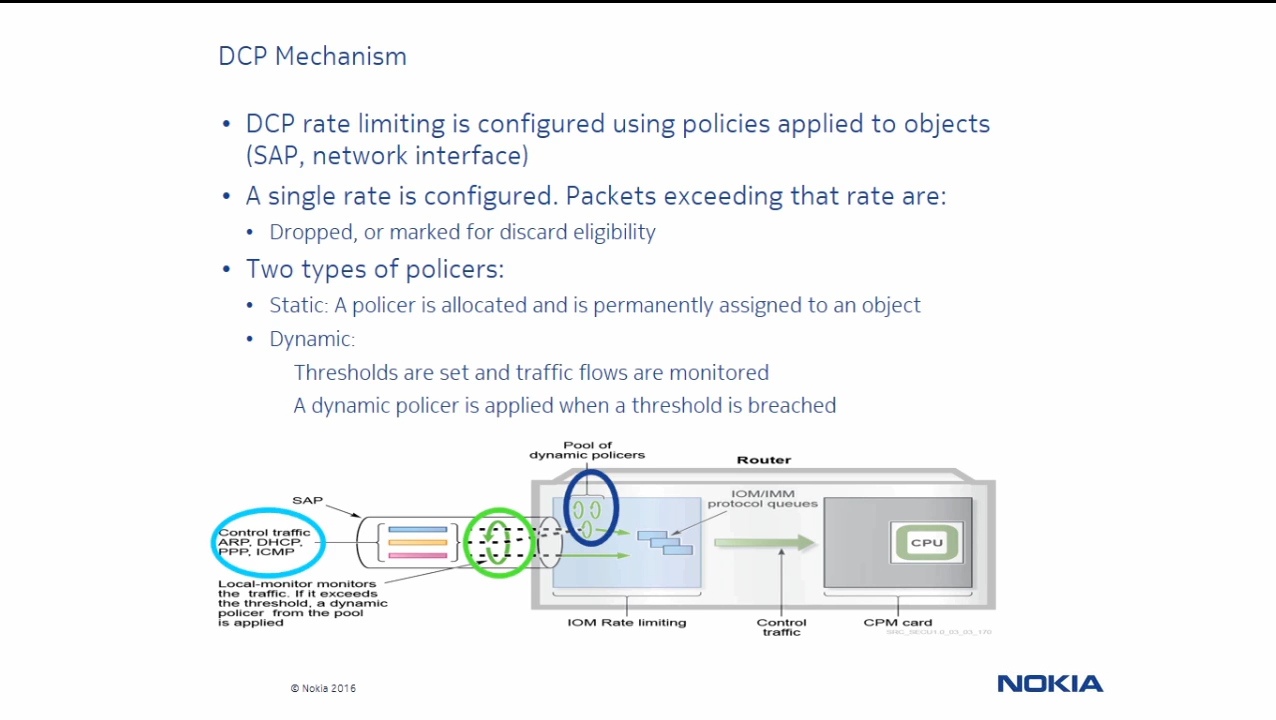 DCP Mechanism
• DCP rate limiting is configured using policies applied to objects
(SAP, network interface)
• A single rate is configured. Packets exceeding that rate are:
• Dropped, or marked for discard eligibility
• Two types of policers:
• Static: A policer is allocated and is permanently assigned to an object
• Dynamic:
Thresholds are set and traffic flows are monitored
A dynamic policer is applied when a threshold is breached
Pool of
dynamic policers
Router
SAP
IOM/IMM
protocol queues
Control traffic
ARP, DHCP,
PPP, ICMP
CPU
Local-monitor monitors
the traffic. If it exceeds
the threshold, a dynamic
policer from the pool
is applied
IOM Rate limiting
Control
traffic
CPM card
© Nokia 2016
NOKIA